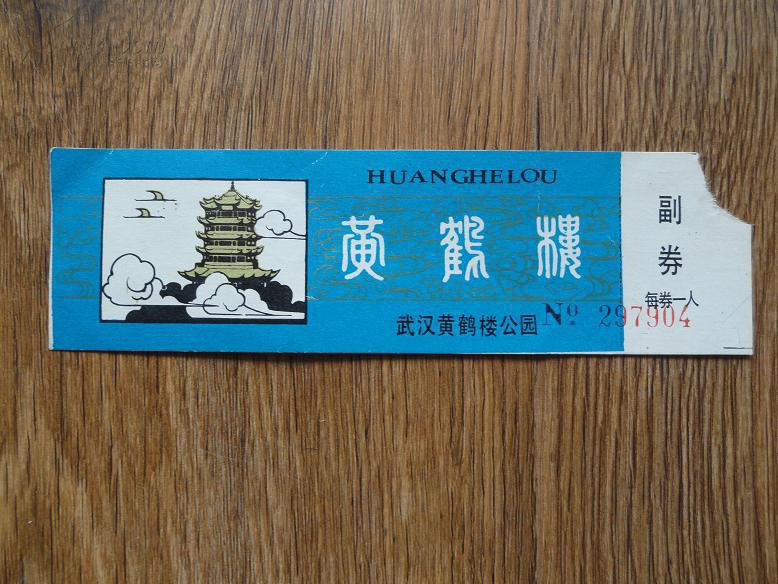 HUANGHELOU
黄鹤楼
武汉黄鹤楼公园
No. 297904
副券
每券一人